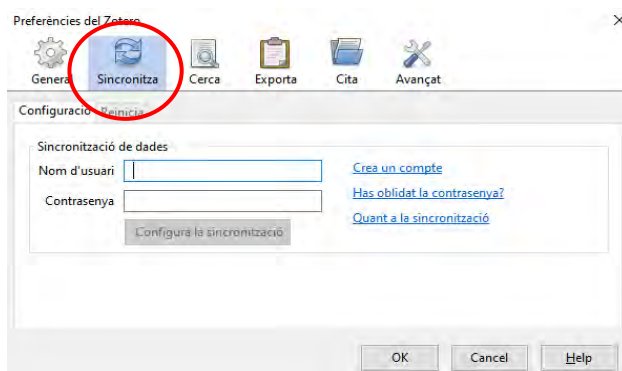 Preferències del Zotero
General Sincronitza Cerca Exporta Cita Avançat
Configuració Reinicia
Sincronització de dades
Nom d'usuari
Crea un compte
Contrasenya
Has oblidat la contrasenya?
Quant a la sincronització
Configura la sincronització
OK Cancel Help